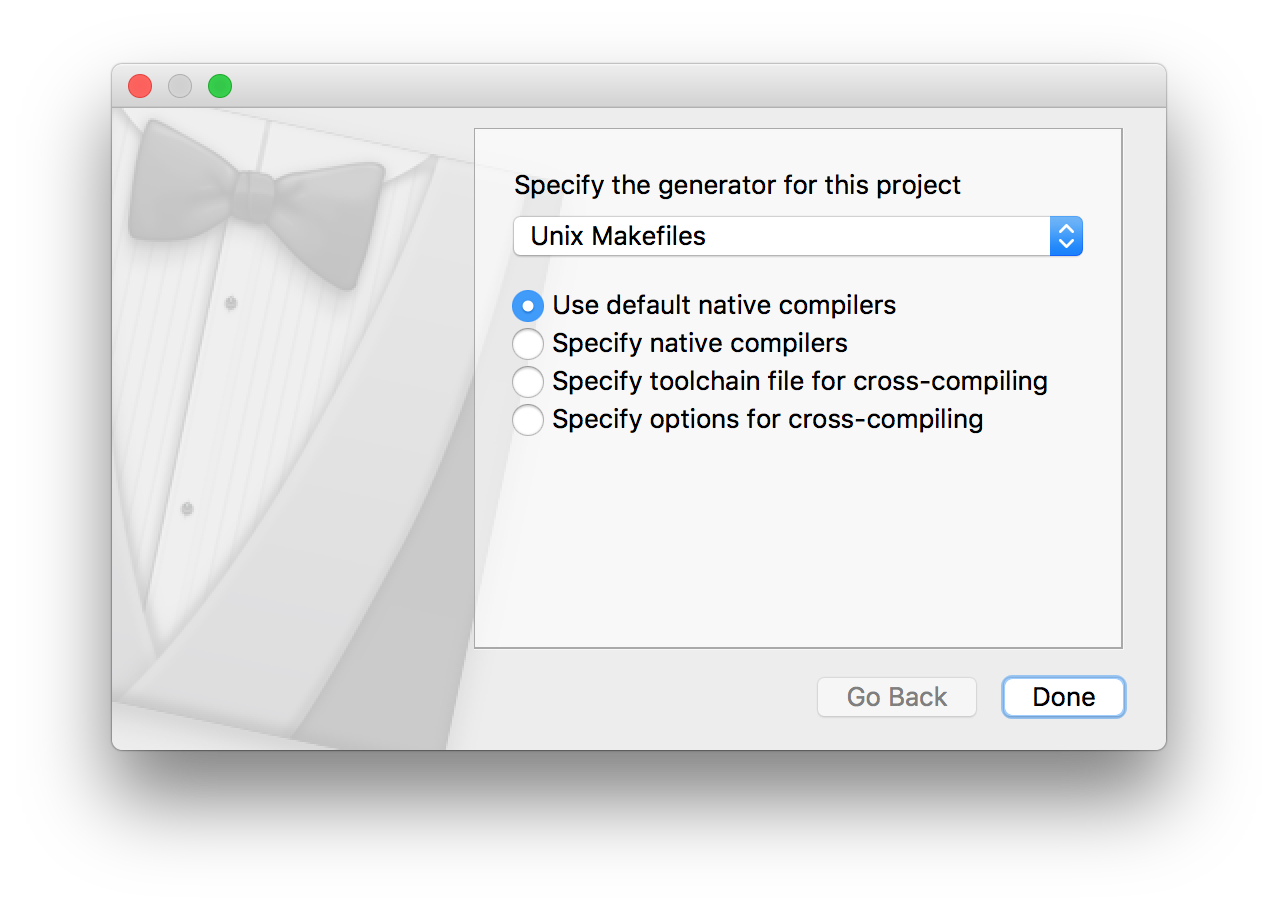 Specify the generator for this project
Unix Makefiles
Use default native compilers
Specify native compilers
Specify toolchain file for cross-compiling
Specify options for cross-compiling
Go Back
Done